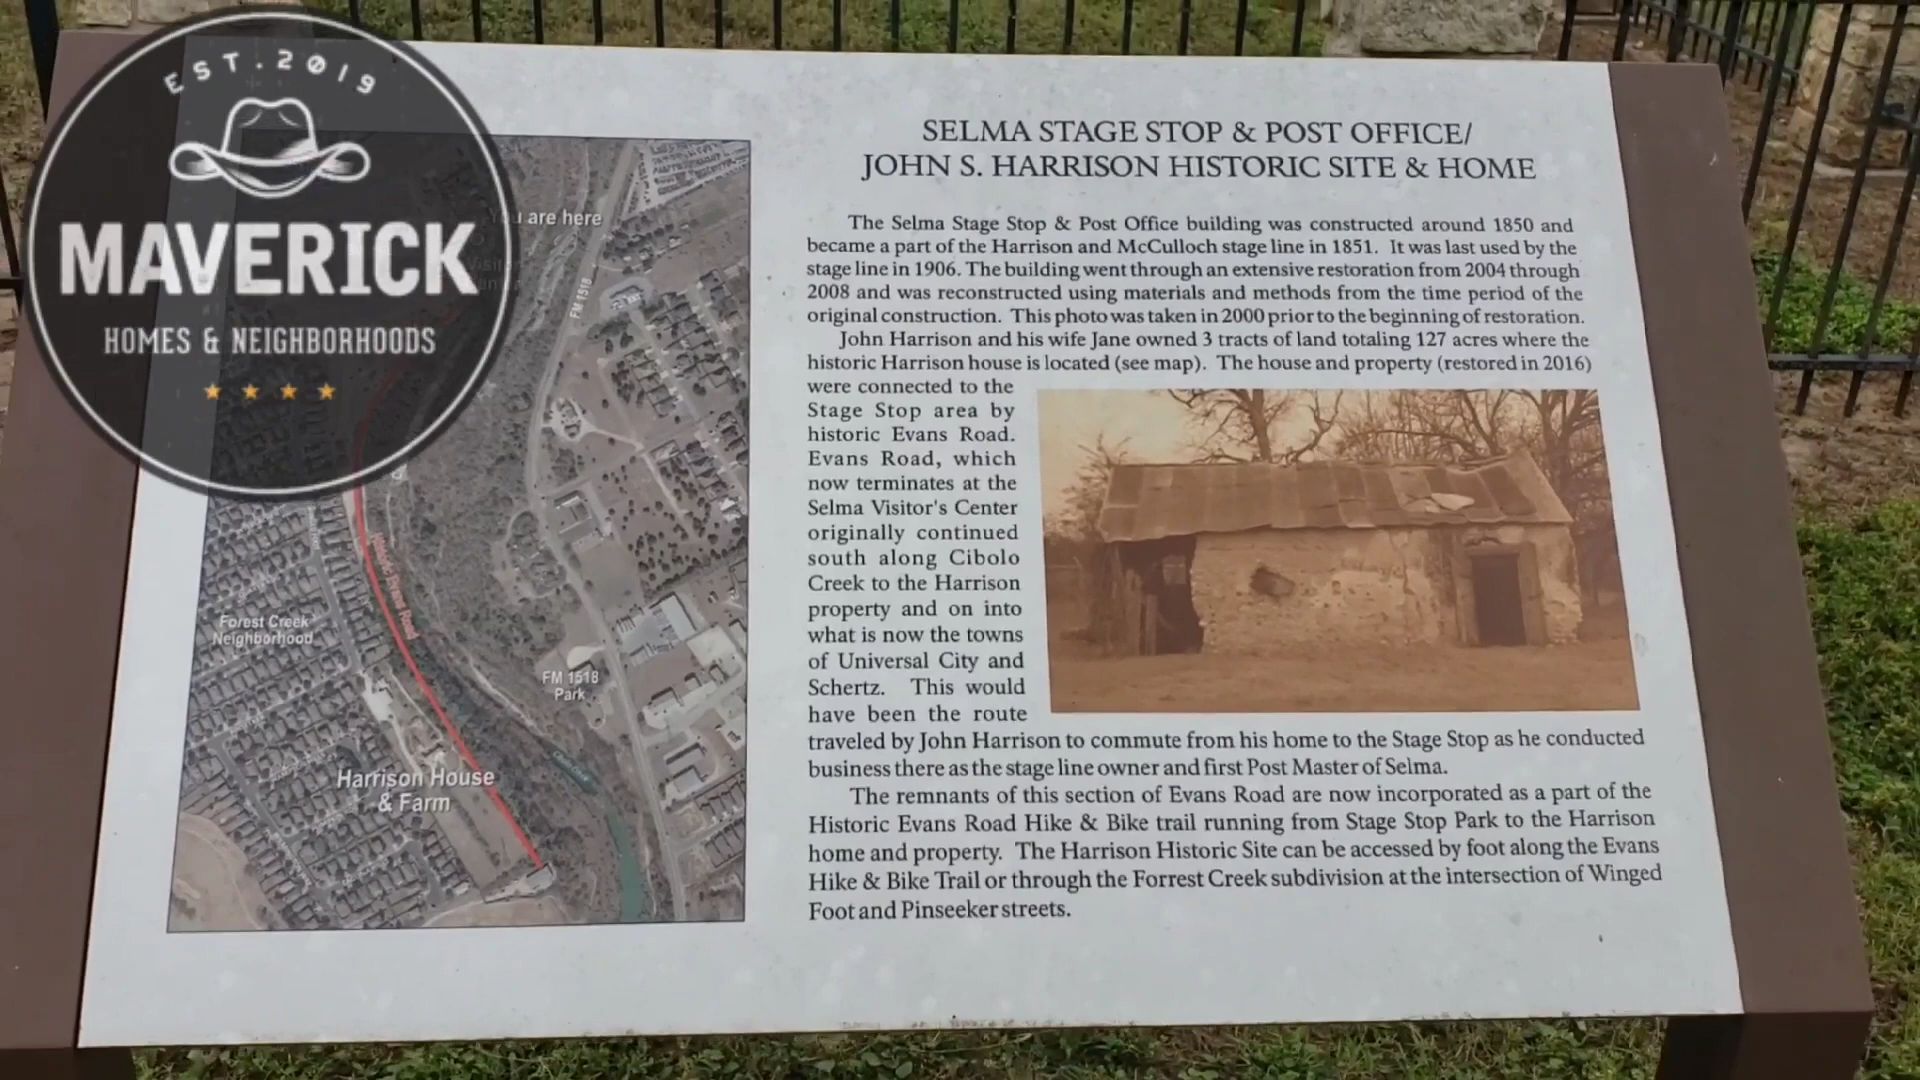 EST. 2019
MAVERICK
HOMES & NEIGHBORHOODS
are here
FM 1518
Historic Evans Road
Forest Creek
Neighborhood
FM 1518
Park
Harrison House
& Farm
SELMA STAGE STOP & POST OFFICE/
JOHN S. HARRISON HISTORIC SITE & HOME
The Selma Stage Stop & Post Office building was constructed around 1850 and
became a part of the Harrison and McCulloch stage line in 1851. It was last used by the
stage line in 1906. The building went through an extensive restoration from 2004 through
2008 and was reconstructed using materials and methods from the time period of the
original construction. This photo was taken in 2000 prior to the beginning of restoration.
John Harrison and his wife Jane owned 3 tracts of land totaling 127 acres where the
historic Harrison house is located (see map). The house and property (restored in 2016)
were connected to the
Stage Stop area by
historic Evans Road.
Evans Road, which
now terminates at the
Selma Visitor's Center
originally continued
south along Cibolo
Creek to the Harrison
property and on into
what is now the towns
of Universal City and
Schertz. This would
have been the route
traveled by John Harrison to commute from his home to the Stage Stop as he conducted
business there as the stage line owner and first Post Master of Selma.
The remnants of this section of Evans Road are now incorporated as a part of the
Historic Evans Road Hike & Bike trail running from Stage Stop Park to the Harrison
home and property. The Harrison Historic Site can be accessed by foot along the Evans
Hike & Bike Trail or through the Forrest Creek subdivision at the intersection of Winged
Foot and Pinseeker streets.